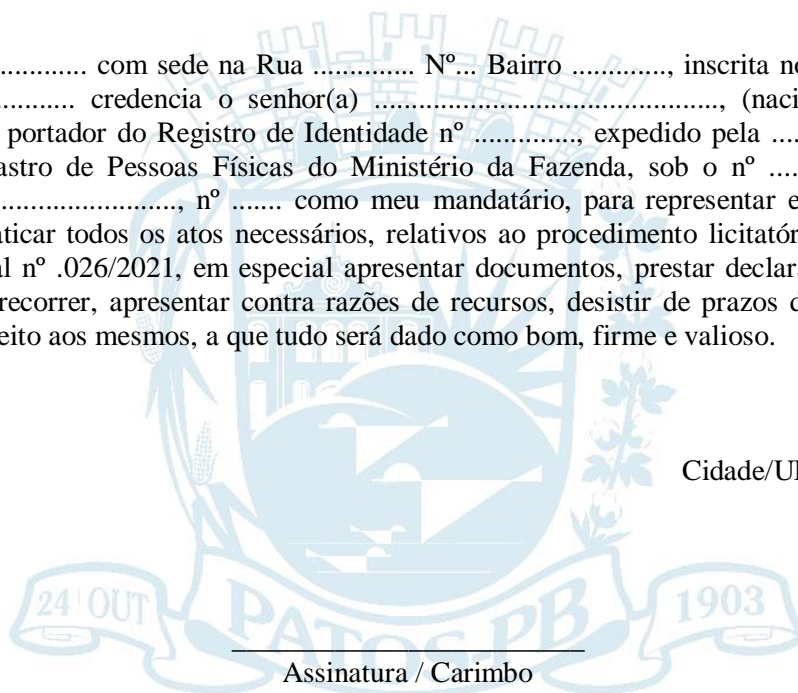 ............ com sede na Rua ............. Nº... Bairro ............., inscrita no
............ credencia o senhor(a) ................................................, (naci
portador do Registro de Identidade nº .............., expedido pela .....
astro de Pessoas Físicas do Ministério da Fazenda, sob o nº .....
........................, nº ....... como meu mandatário, para representar e
aticar todos os atos necessários, relativos ao procedimento licitatór
al nº .026/2021, em especial apresentar documentos, prestar declara
recorrer, apresentar contra razões de recursos, desistir de prazos d
eito aos mesmos, a que tudo será dado como bom, firme e valioso.
Cidade/U
24 OUT
PATOS-PB
1903
Assinatura / Carimbo